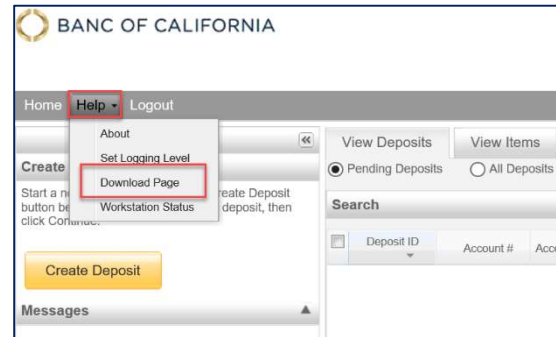 BANC OF CALIFORNIA
Home Help Logout
About
Set Logging Level
Download Page
Workstation Status
Create
Start a n reate Deposit
button be deposit, then
click Continue.
Create Deposit
Messages
View Deposits View Items
Pending Deposits All Deposits
Search
Deposit ID Account # Acco